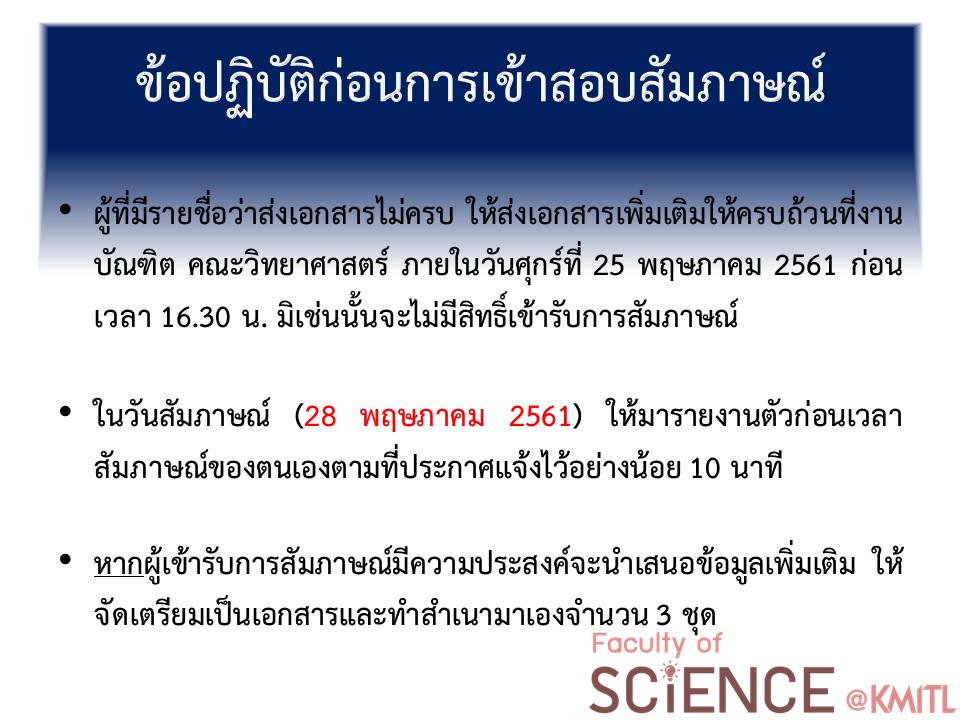 ข้อปฏิบัติก่อนการเข้าสอบสัมภาษณ์
• ผู้ที่มีรายชื่อว่าส่งเอกสารไม่ครบ ให้ส่งเอกสารเพิ่มเติมให้ครบถ้วนที่งาน
บัณฑิต คณะวิทยาศาสตร์ ภายในวันศุกร์ที่ 25 พฤษภาคม 2561 ก่อน
เวลา 16.30 น. มิเช่นนั้นจะไม่มีสิทธิ์เข้ารับการสัมภาษณ์
• ในวันสัมภาษณ์ (28 พฤษภาคม 2561) ให้มารายงานตัวก่อนเวลา
สัมภาษณ์ของตนเองตามที่ประกาศแจ้งไว้อย่างน้อย 10 นาที
• หากผู้เข้ารับการสัมภาษณ์มีความประสงค์จะนำเสนอข้อมูลเพิ่มเติม ให้
จัดเตรียมเป็นเอกสารและทำสำเนามาเองจำนวน 3 ชุด
Faculty of
SCiENCE @KMITL